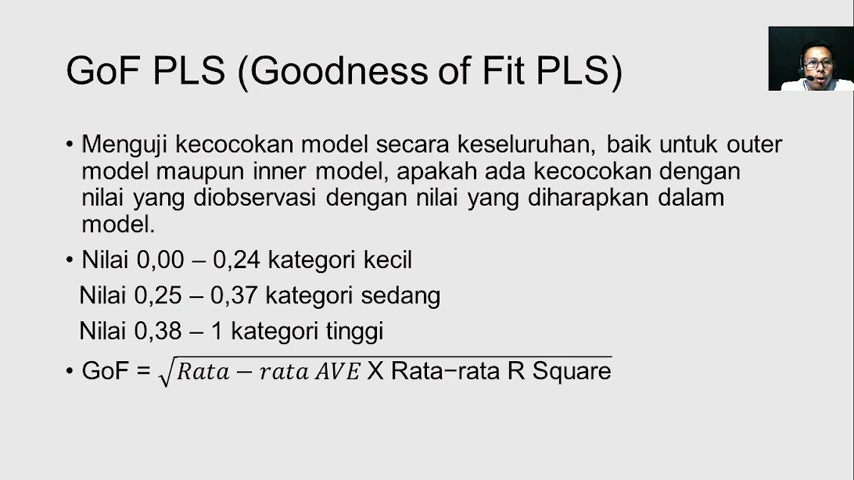 GoF PLS (Goodness of Fit PLS)
• Menguji kecocokan model secara keseluruhan, baik untuk outer
model maupun inner model, apakah ada kecocokan dengan
nilai yang diobservasi dengan nilai yang diharapkan dalam
model.
• Nilai 0,00 – 0,24 kategori kecil
Nilai 0,25 – 0,37 kategori sedang
Nilai 0,38 – 1 kategori tinggi
• GoF = √Rata − rata AVE X Rata−rata R Square